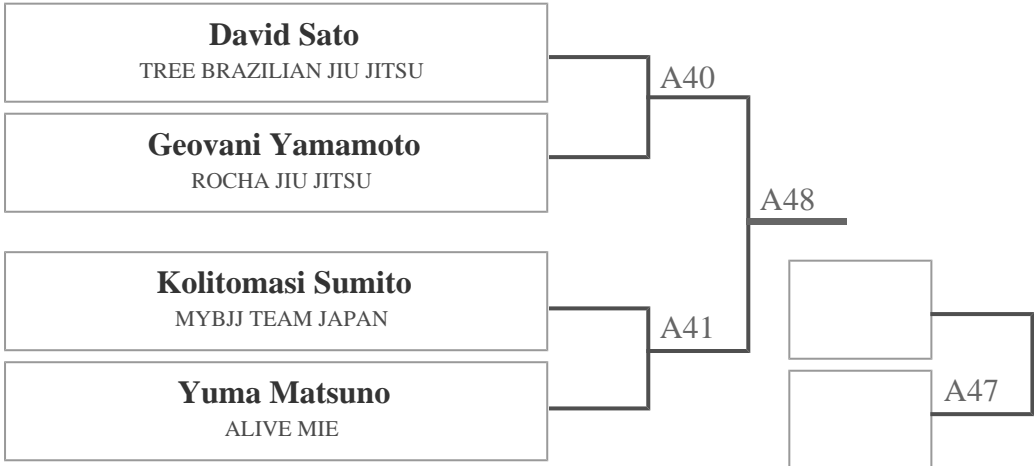 David Sato
TREE BRAZILIAN JIU JITSU
A40
Geovani Yamamoto
ROCHA JIU JITSU
A48
Kolitomasi Sumito
MYBJJ TEAM JAPAN
A41
Yuma Matsuno
ALIVE MIE
A47